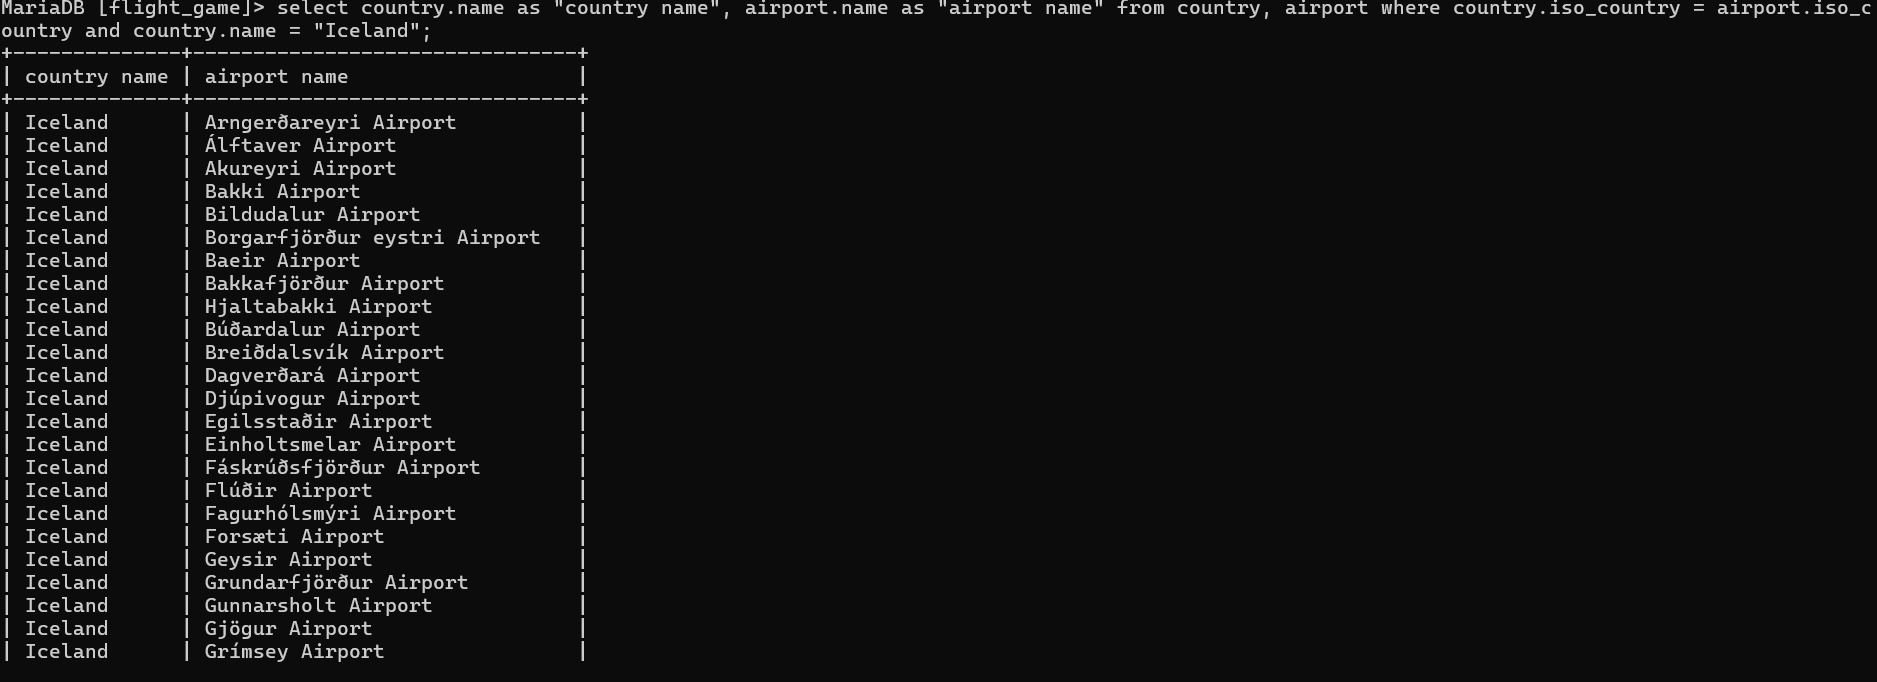 MariaDB [flight_game]> select country.name as "country name", airport.name as "airport name" from country, airport where country.iso_country = airport.iso_c
ountry and country.name = "Iceland";
+--------------+--------------------------------+
| country name | airport name                   |
+--------------+--------------------------------+
| Iceland      | Arngerðareyri Airport          |
| Iceland      | Álftaver Airport               |
| Iceland      | Akureyri Airport               |
| Iceland      | Bakki Airport                  |
| Iceland      | Bildudalur Airport             |
| Iceland      | Borgarfjörður eystri Airport   |
| Iceland      | Baeir Airport                  |
| Iceland      | Bakkafjörður Airport           |
| Iceland      | Hjaltabakki Airport            |
| Iceland      | Búðardalur Airport             |
| Iceland      | Breiðdalsvík Airport           |
| Iceland      | Dagverðará Airport             |
| Iceland      | Djúpivogur Airport             |
| Iceland      | Egilsstaðir Airport            |
| Iceland      | Einholtsmelar Airport          |
| Iceland      | Fáskrúðsfjörður Airport        |
| Iceland      | Flúðir Airport                 |
| Iceland      | Fagurhólsmýri Airport          |
| Iceland      | Forsæti Airport                |
| Iceland      | Geysir Airport                 |
| Iceland      | Grundarfjörður Airport         |
| Iceland      | Gunnarsholt Airport            |
| Iceland      | Gjögur Airport                 |
| Iceland      | Grímsey Airport                |